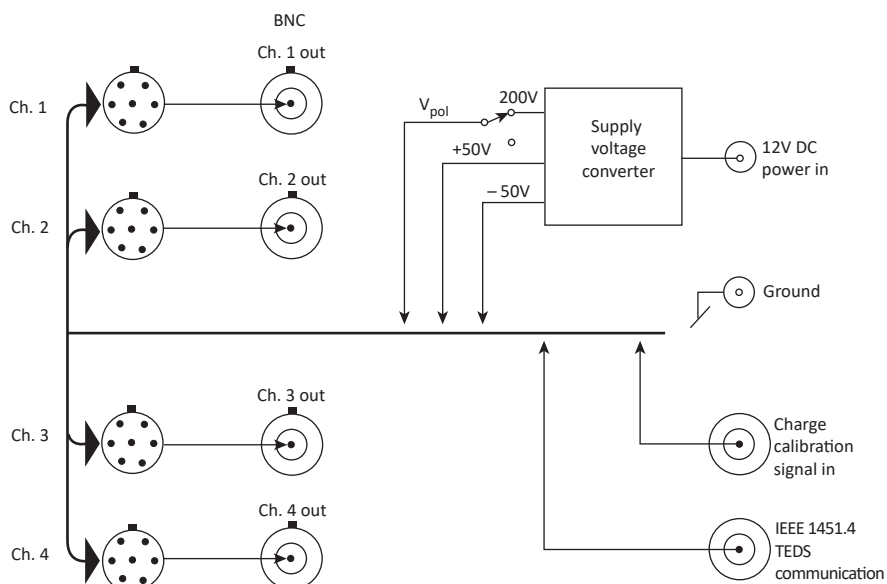 BNC
Ch. 1 out
Ch. 1
Ch. 2 out
Ch. 2
Ch. 3 out
Ch. 3
Ch. 4 out
Ch. 4
Vpol
200V
+50V
– 50V
Supply
voltage
converter
12V DC
power in
Ground
Charge
calibration
signal in
IEEE 1451.4
TEDS
communication